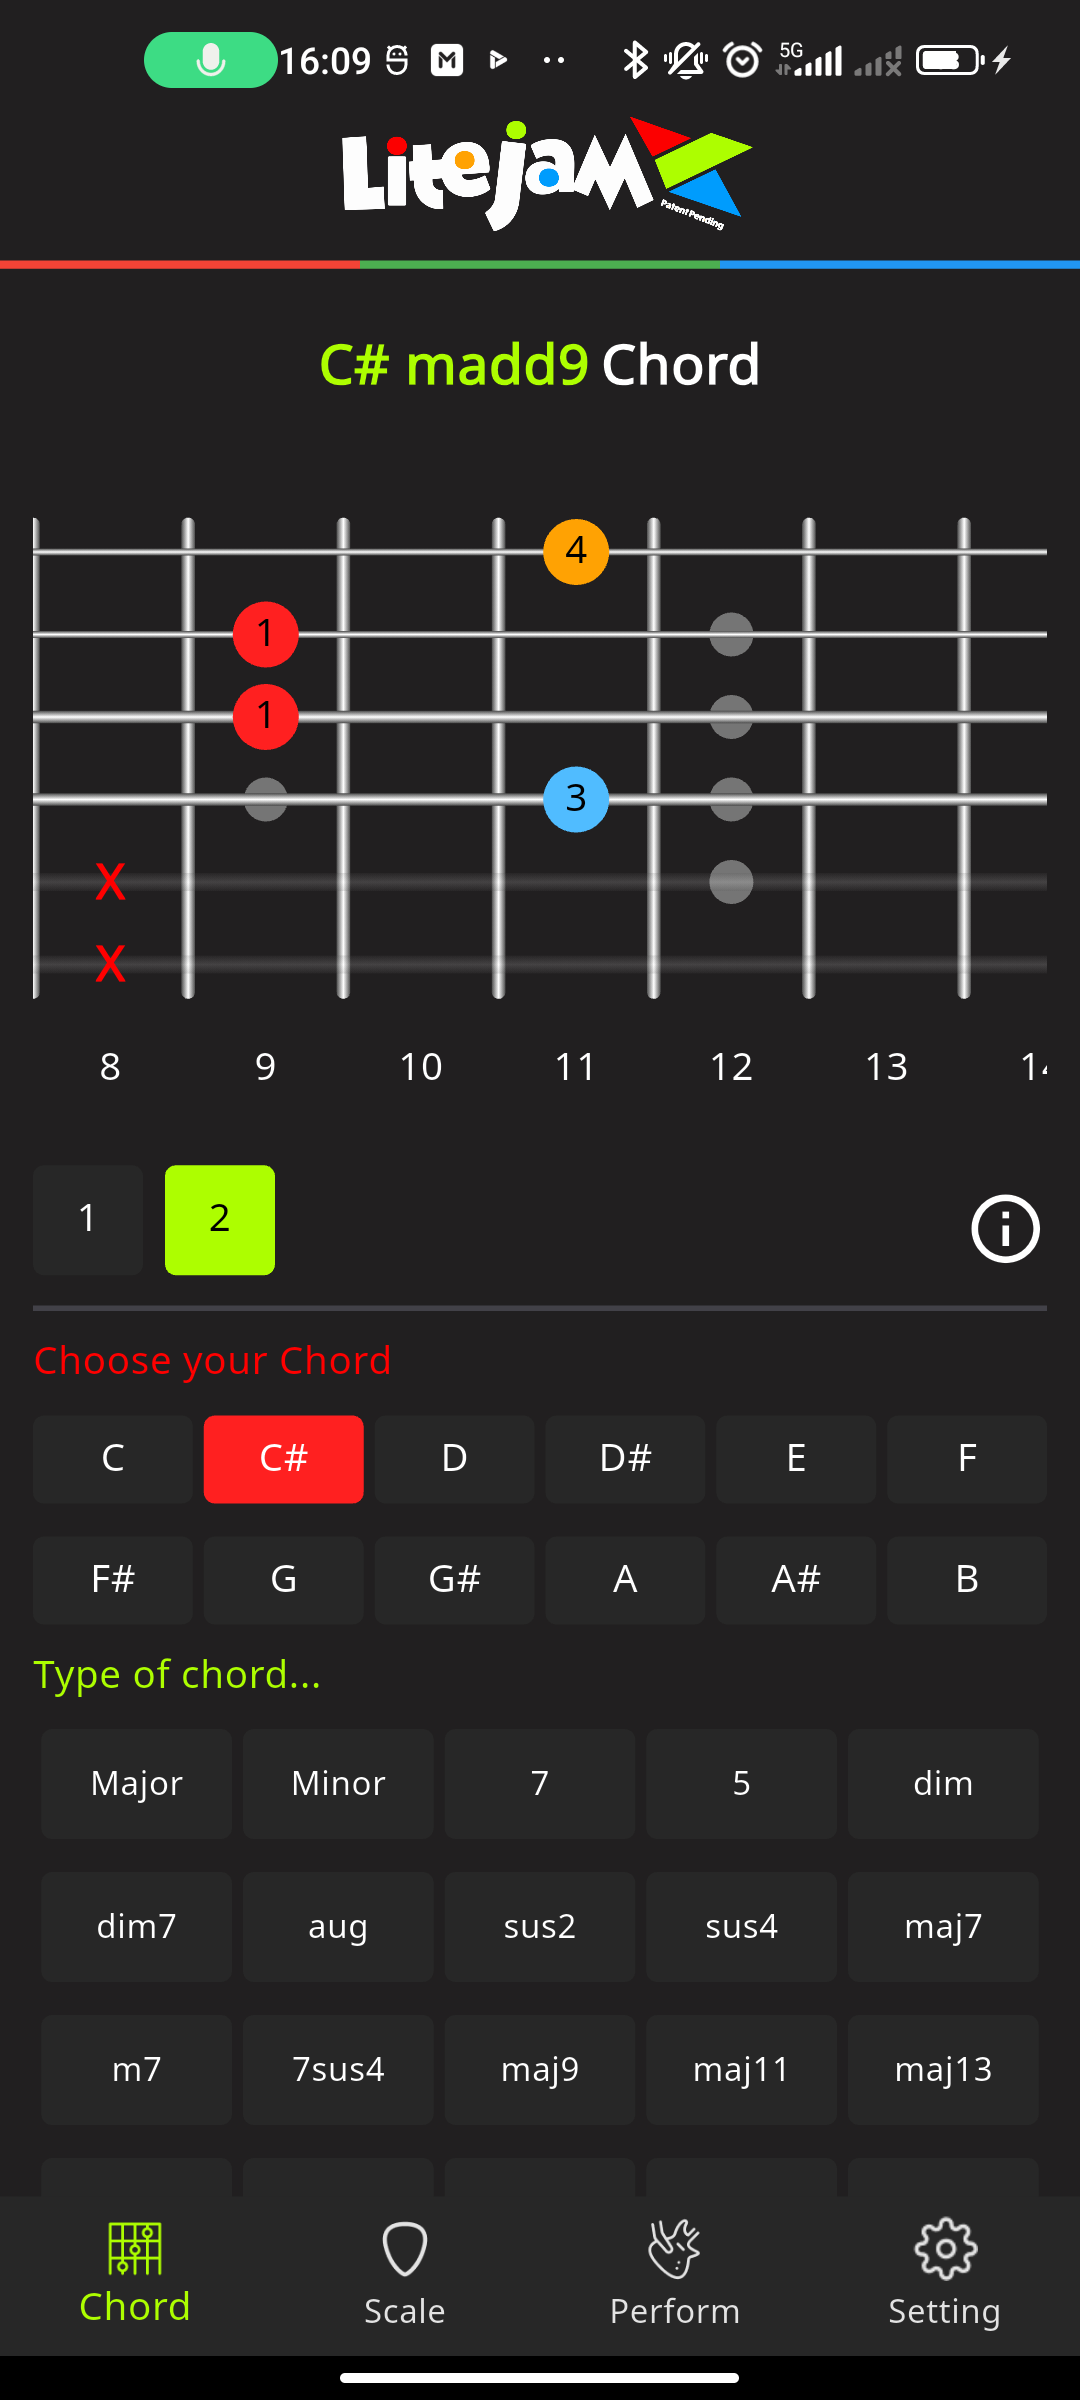 16:09
5G
Litejam
Patent Pending
C# madd9 Chord
4
1
1
3
X
X
8 9 10 11 12 13
1 2
Choose your Chord
C C# D D# E F
F# G G# A A# B
Type of chord...
Major Minor 7 5 dim
dim7 aug sus2 sus4 maj7
m7 7sus4 maj9 maj11 maj13
Chord Scale Perform Setting